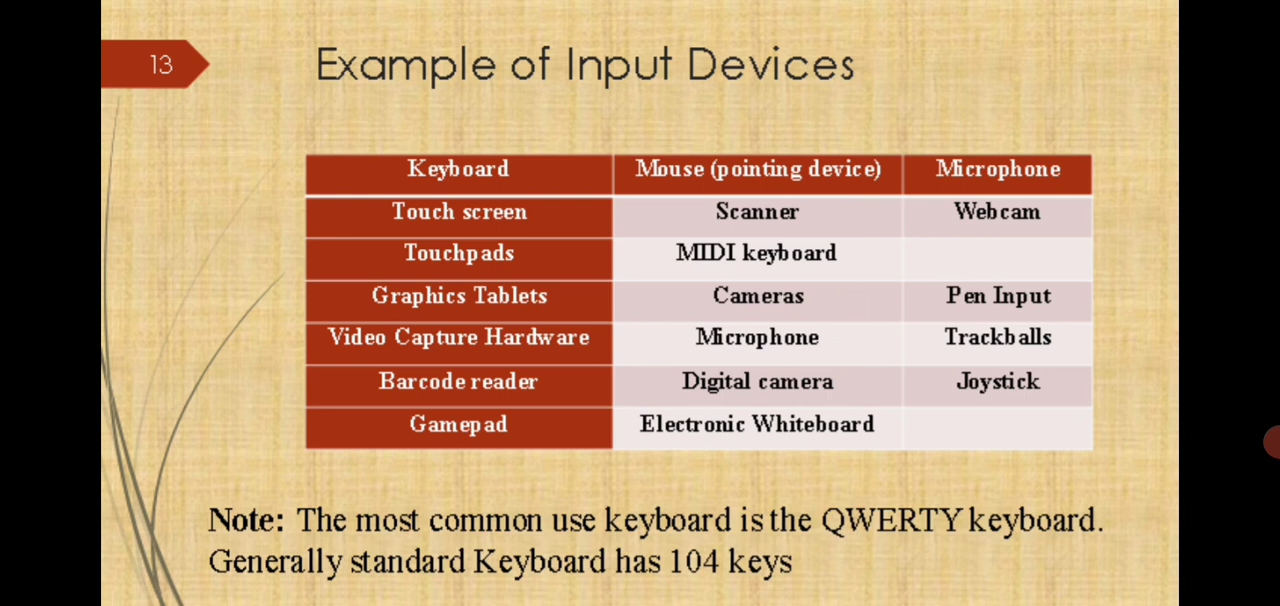 13
Example of Input Devices
Keyboard Mouse (pointing device) Microphone
Touch screen Scanner Webcam
Touchpads MIDI keyboard
Graphics Tablets Cameras Pen Input
Video Capture Hardware Microphone Trackballs
Barcode reader Digital camera Joystick
Gamepad Electronic Whiteboard
Note: The most common use keyboard is the QWERTY keyboard.
Generally standard Keyboard has 104 keys